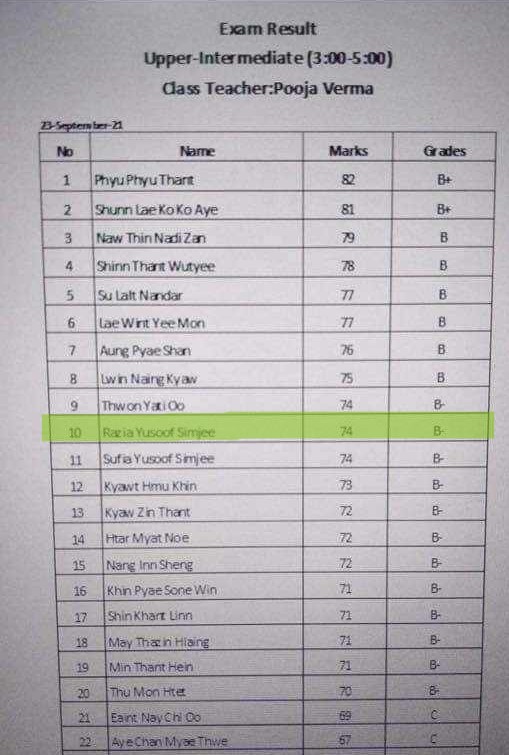 Exam Result
Upper-Intermediate (3:00-5:00)
Class Teacher:Pooja Verma
23-September-21
No Name Marks Grades
1 Phyu Phyu Thant 82 B+
2 Shunn Lae Ko Ko Aye 81 B+
3 Naw Thin Nadi Zan 79 B
4 Shinn Thant Wutyee 78 B
5 Su Lalt Nandar 77 B
6 Lae Wint Yee Mon 77 B
7 Aung Pyae Shan 76 B
8 Lwin Naing Kyaw 75 B
9 Thwon Yati Oo 74 B-
10 Razia Yusoof Simjee 74 B-
11 Sufia Yusoof Simjee 74 B-
12 Kyawt Hmu Khin 73 B-
13 Kyaw Zin Thant 72 B-
14 Htar Myat Noe 72 B-
15 Nang Inn Sheng 72 B-
16 Khin Pyae Sone Win 71 B-
17 Shin Khant Linn 71 B-
18 May Thazin Hlaing 71 B-
19 Min Thant Hein 71 B-
20 Thu Mon Htet 70 B-
21 Eaint Nay Chi Oo 69 C
22 Aye Chan Myae Thwe 67 C